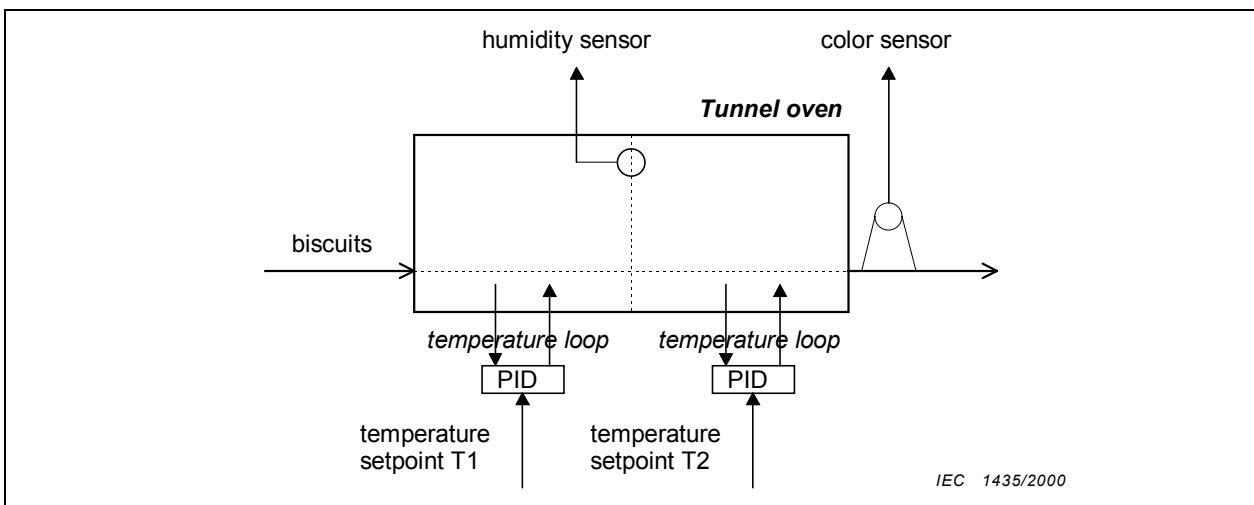 humidity sensor
color sensor
Tunnel oven
biscuits
temperature loop
temperature loop
PID
PID
temperature
setpoint T1
temperature
setpoint T2
IEC 1435/2000